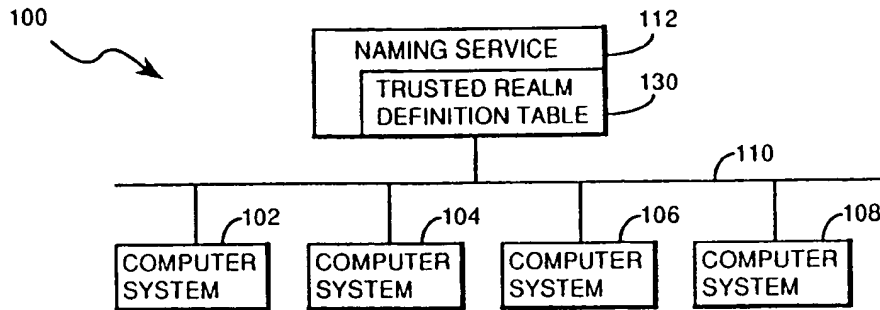 100
NAMING SERVICE
112
TRUSTED REALM
DEFINITION TABLE
130
110
102
104
106
108
COMPUTER
SYSTEM
COMPUTER
SYSTEM
COMPUTER
SYSTEM
COMPUTER
SYSTEM